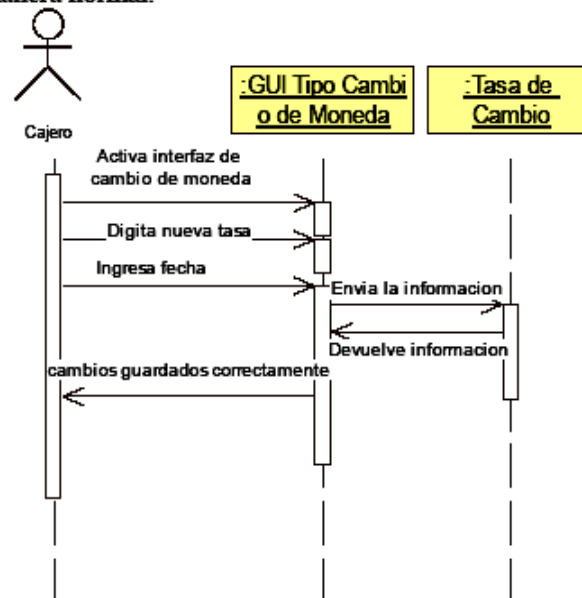 :GUI Tipo Cambi
o de Moneda
:Tasa de
Cambio
Cajero
Activa interfaz de
cambio de moneda
Digita nueva tasa
Ingresa fecha
Envia la informacion
Devuelve informacion
cambios guardados correctamente